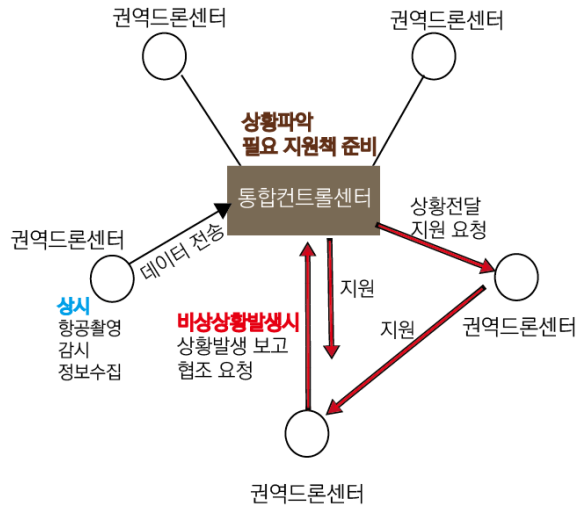 권역드론센터
권역드론센터
상황파악
필요 지원책 준비
통합컨트롤센터
상황전달
지원 요청
권역드론센터
데이터 전송
상시
항공촬영
감시
정보수집
비상상황발생시
상황발생 보고
협조 요청
지원
지원
권역드론센터
권역드론센터